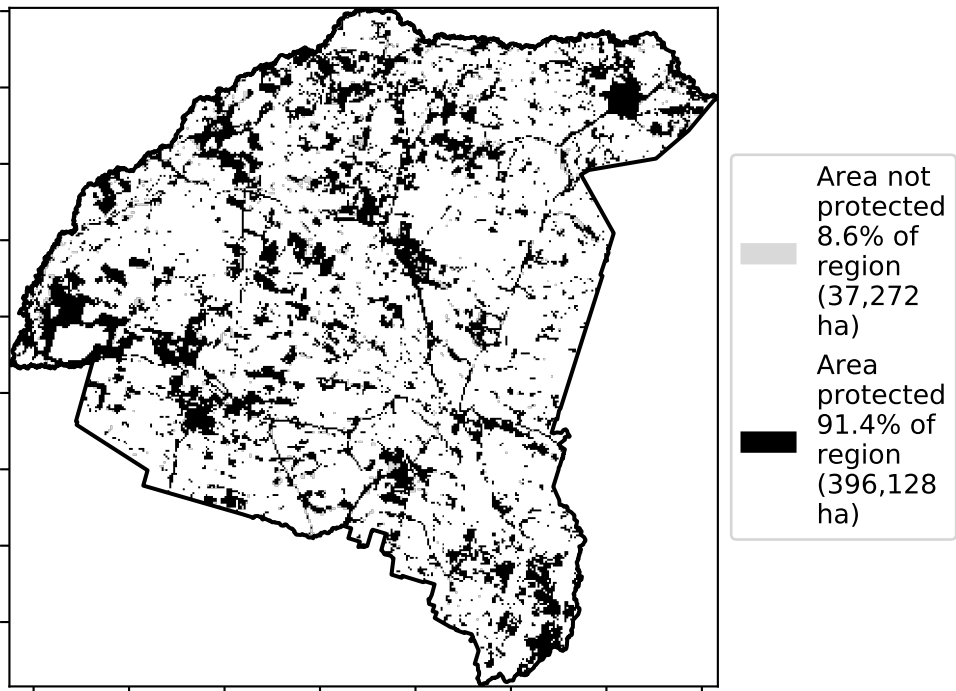 Area not
protected
8.6% of
region
(37,272
ha)
Area
protected
91.4% of
region
(396,128
ha)